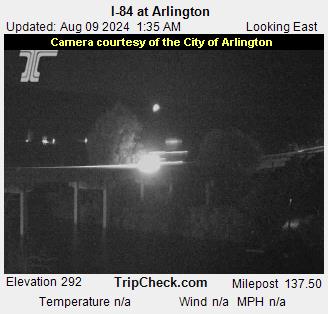 I-84 at Arlington
Updated: Aug 09 2024 1:35 AM Looking East
Camera courtesy of the City of Arlington
Elevation 292 TripCheck.com Milepost 137.50
Temperature n/a Wind n/a MPH n/a